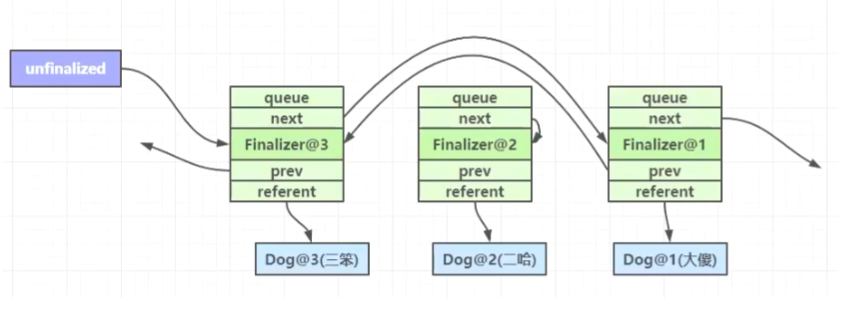 unfinalized
queue
next
Finalizer@3
prev
referent
queue
next
Finalizer@2
prev
referent
queue
next
Finalizer@1
prev
referent
Dog@3(三笨)
Dog@2(二哈)
Dog@1(大傻)